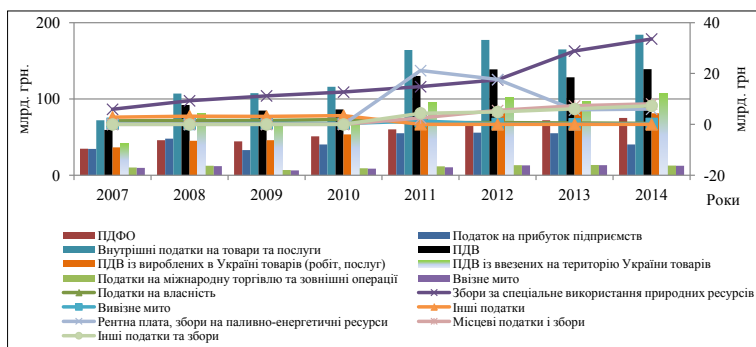 200
100
0
млрд. грн.
40
20
0
-20
млрд. грн
2007 2008 2009 2010 2011 2012 2013 2014
Роки
ПДФО
Податок на прибуток підприємств
Внутрішні податки на товари та послуги
ПДВ
ПДВ із вироблених в Україні товарів (робіт, послуг)
ПДВ із ввезених на територію України товарів
Податки на міжнародну торгівлю та зовнішні операції
Ввізне мито
Податки на власність
Збори за спеціальне використання природних ресурсів
Вивізне мито
Інші податки
Рентна плата, збори на паливно-енергетичні ресурси
Місцеві податки і збори
Інші податки та збори